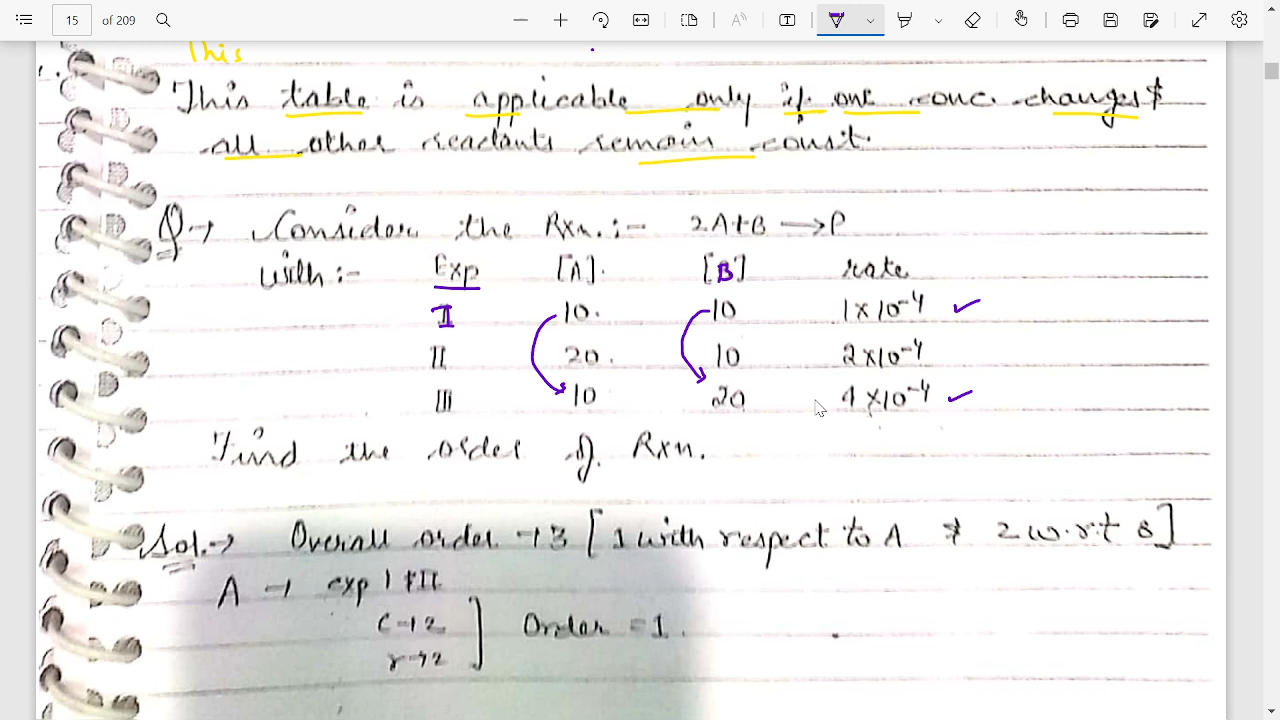 15 of 209
This
This table is applicable only if one conc. changes &
all other reactants remain const.
Q→ Consider the Rxn. :- 2A+B → P
with :- Exp [A]. [B] rate
I 10. 10 1×10⁻⁴
II 20. 10 2×10⁻⁴
III 10 20 4×10⁻⁴
Find the order of Rxn.
Sol.→ Overall order → 3 [1 with respect to A & 2 w.r.t B]
A → exp I & II
C→2
r→2 ] Order = 1.